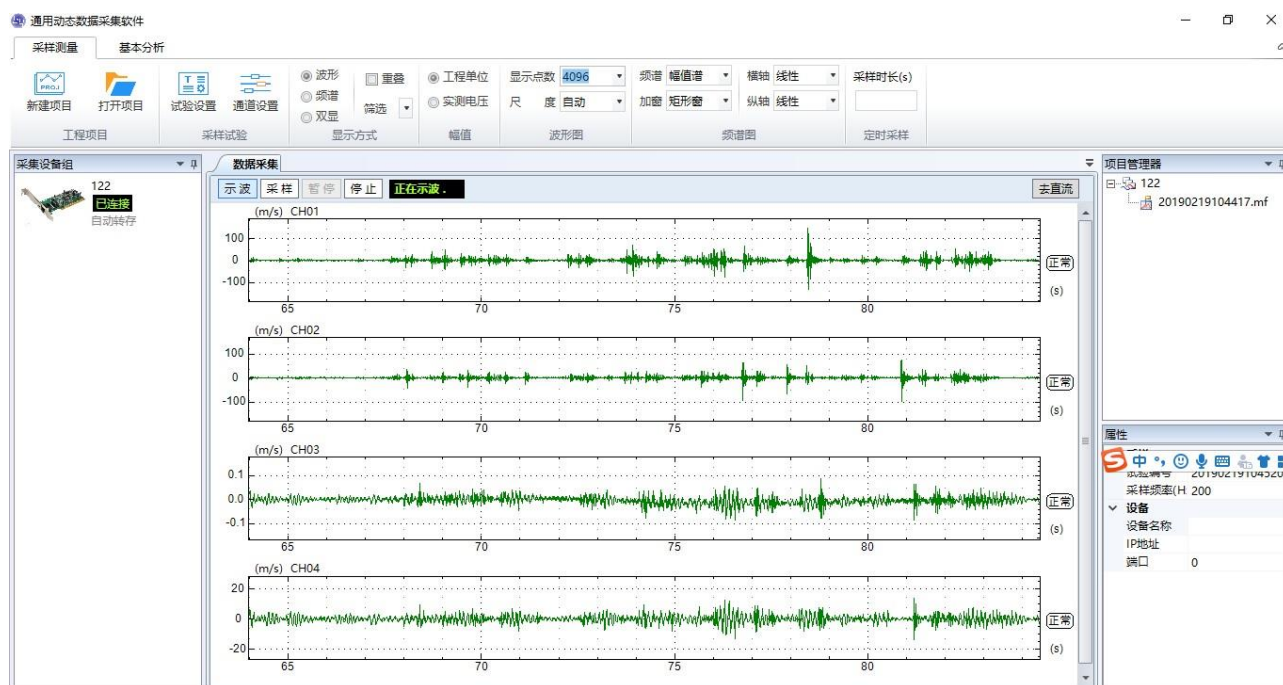 通用动态数据采集软件
采样测量 基本分析
波形 重叠 工程单位 显示点数 4096 频谱 幅值谱 横轴 线性 采样时长(s)
频谱
新建项目 打开项目 试验设置 通道设置 筛选 实测电压 尺 度 自动 加窗 矩形窗 纵轴 线性
双显
工程项目 采样试验 显示方式 幅值 波形图 频谱图 定时采样
采集设备组
122
已连接
自动转存
数据采集
示波 采样 暂停 停止 正在示波. 去直流
(m/s) CH01
100
0
-100
正常
(s)
65 70 75 80
(m/s) CH02
100
0
-100
正常
(s)
65 70 75 80
(m/s) CH03
0.1
0.0
-0.1
正常
(s)
65 70 75 80
(m/s) CH04
20
0
-20
正常
(s)
65 70 75 80
项目管理器
122
20190219104417.mf
属性
中
试验编号 20190219104520
采样频率(H 200
设备
设备名称
IP地址
端口 0